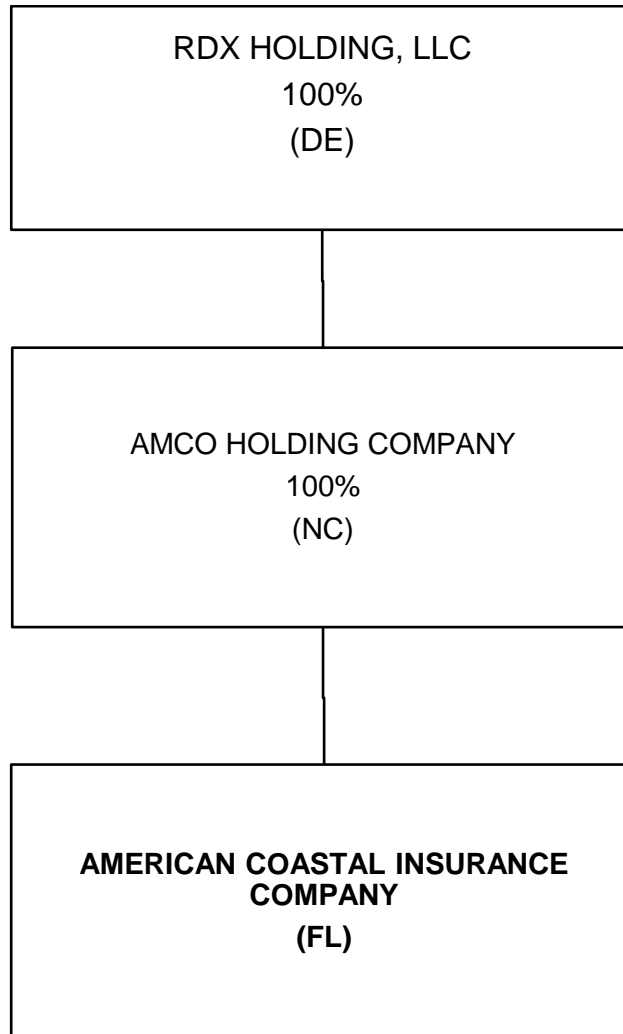 RDX HOLDING, LLC
100%
(DE)
AMCO HOLDING COMPANY
100%
(NC)
AMERICAN COASTAL INSURANCE
COMPANY
(FL)